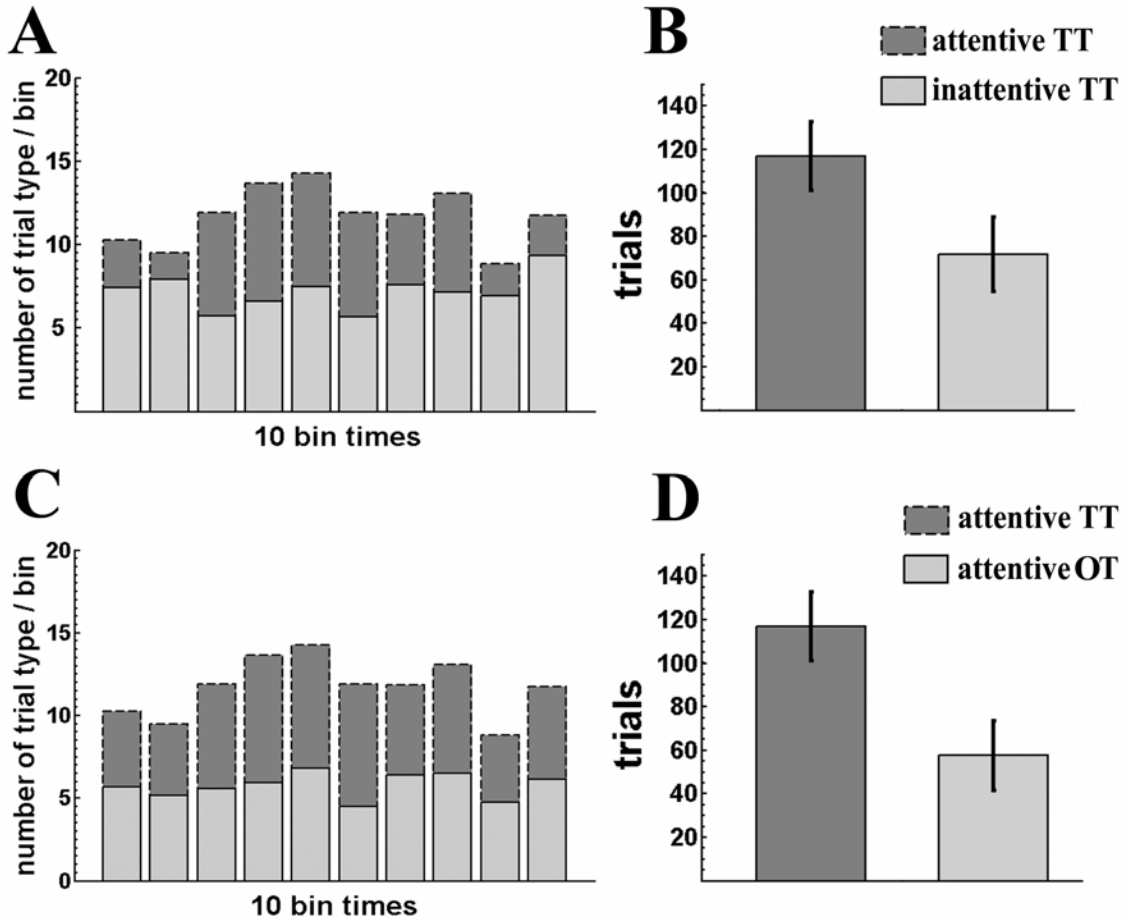 A
number of trial type / bin
20
15
10
5
10 bin times
B
attentive TT
inattentive TT
trials
140
120
100
80
60
40
20
C
number of trial type / bin
20
15
10
5
0
10 bin times
D
attentive TT
attentive OT
trials
140
120
100
80
60
40
20